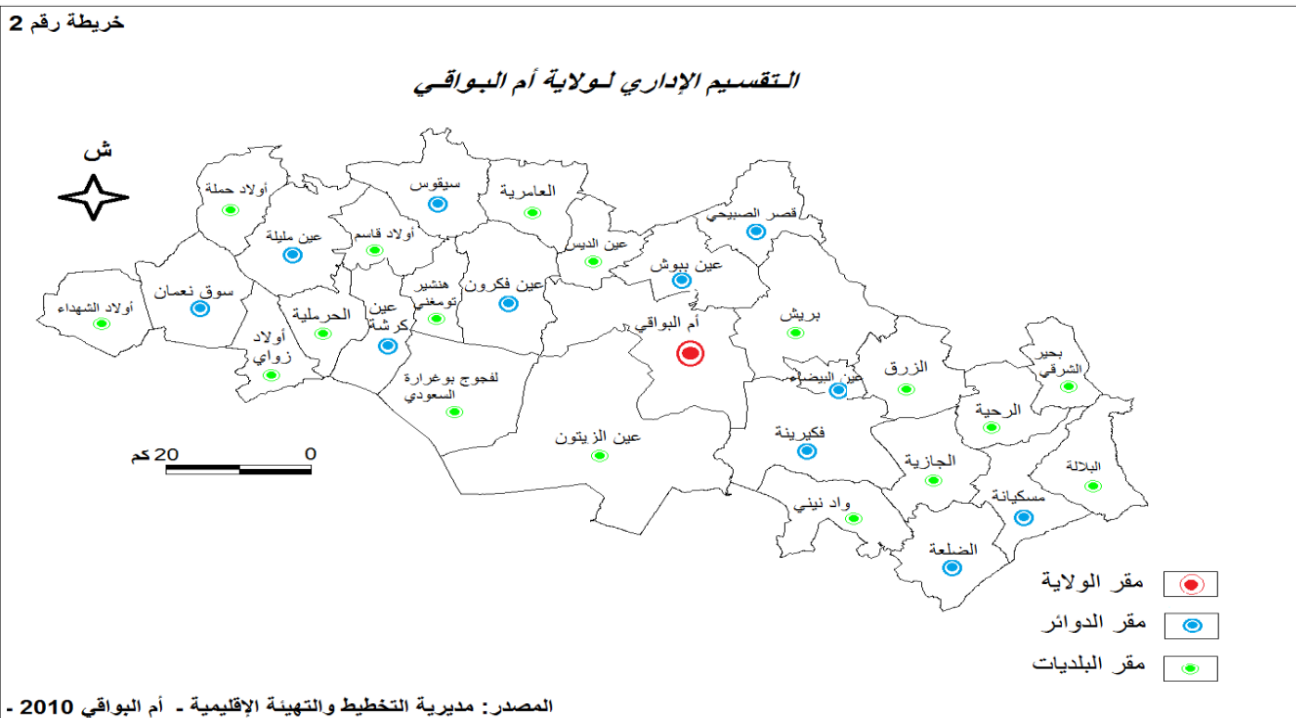 خريطة رقم 2
التقسيم الإداري لولاية أم البواقي
ش
سيقوس
العامرية
أولاد حملة
قصر الصبيحي
أولاد قاسم
عين مليلة
عين الديس
عين ببوش
هنشير
تومغني
عين فكرون
سوق نعمان
أولاد الشهداء
الحرملية
عين
كرشة
أم البواقي
بريش
أولاد
زواي
بحير
الشرقي
الزرق
عين البيضاء
لفجوج بوغرارة
السعودي
الرحية
فكيرينة
عين الزيتون
الجازية
البلالة
20 كم
0
مسكيانة
واد نيني
الضلعة
مقر الولاية
مقر الدوائر
مقر البلديات
المصدر: مديرية التخطيط والتهيئة الإقليمية - أم البواقي 2010 -